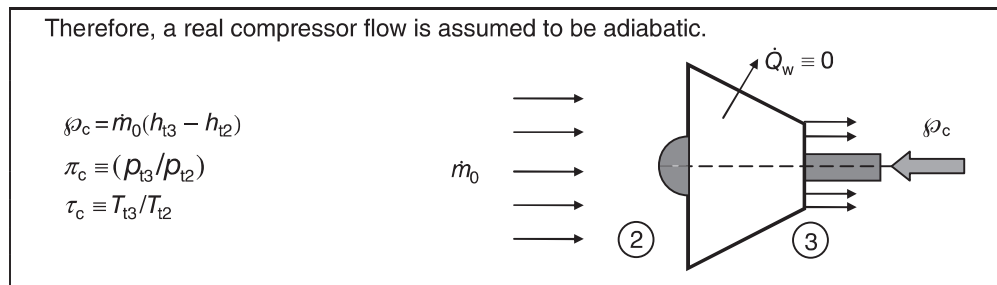 Therefore, a real compressor flow is assumed to be adiabatic.
Q̇w ≡ 0
℘c = ṁ0(ht3 − ht2)
πc ≡ (pt3/pt2)
τc ≡ Tt3/Tt2
ṁ0
℘c
2
3